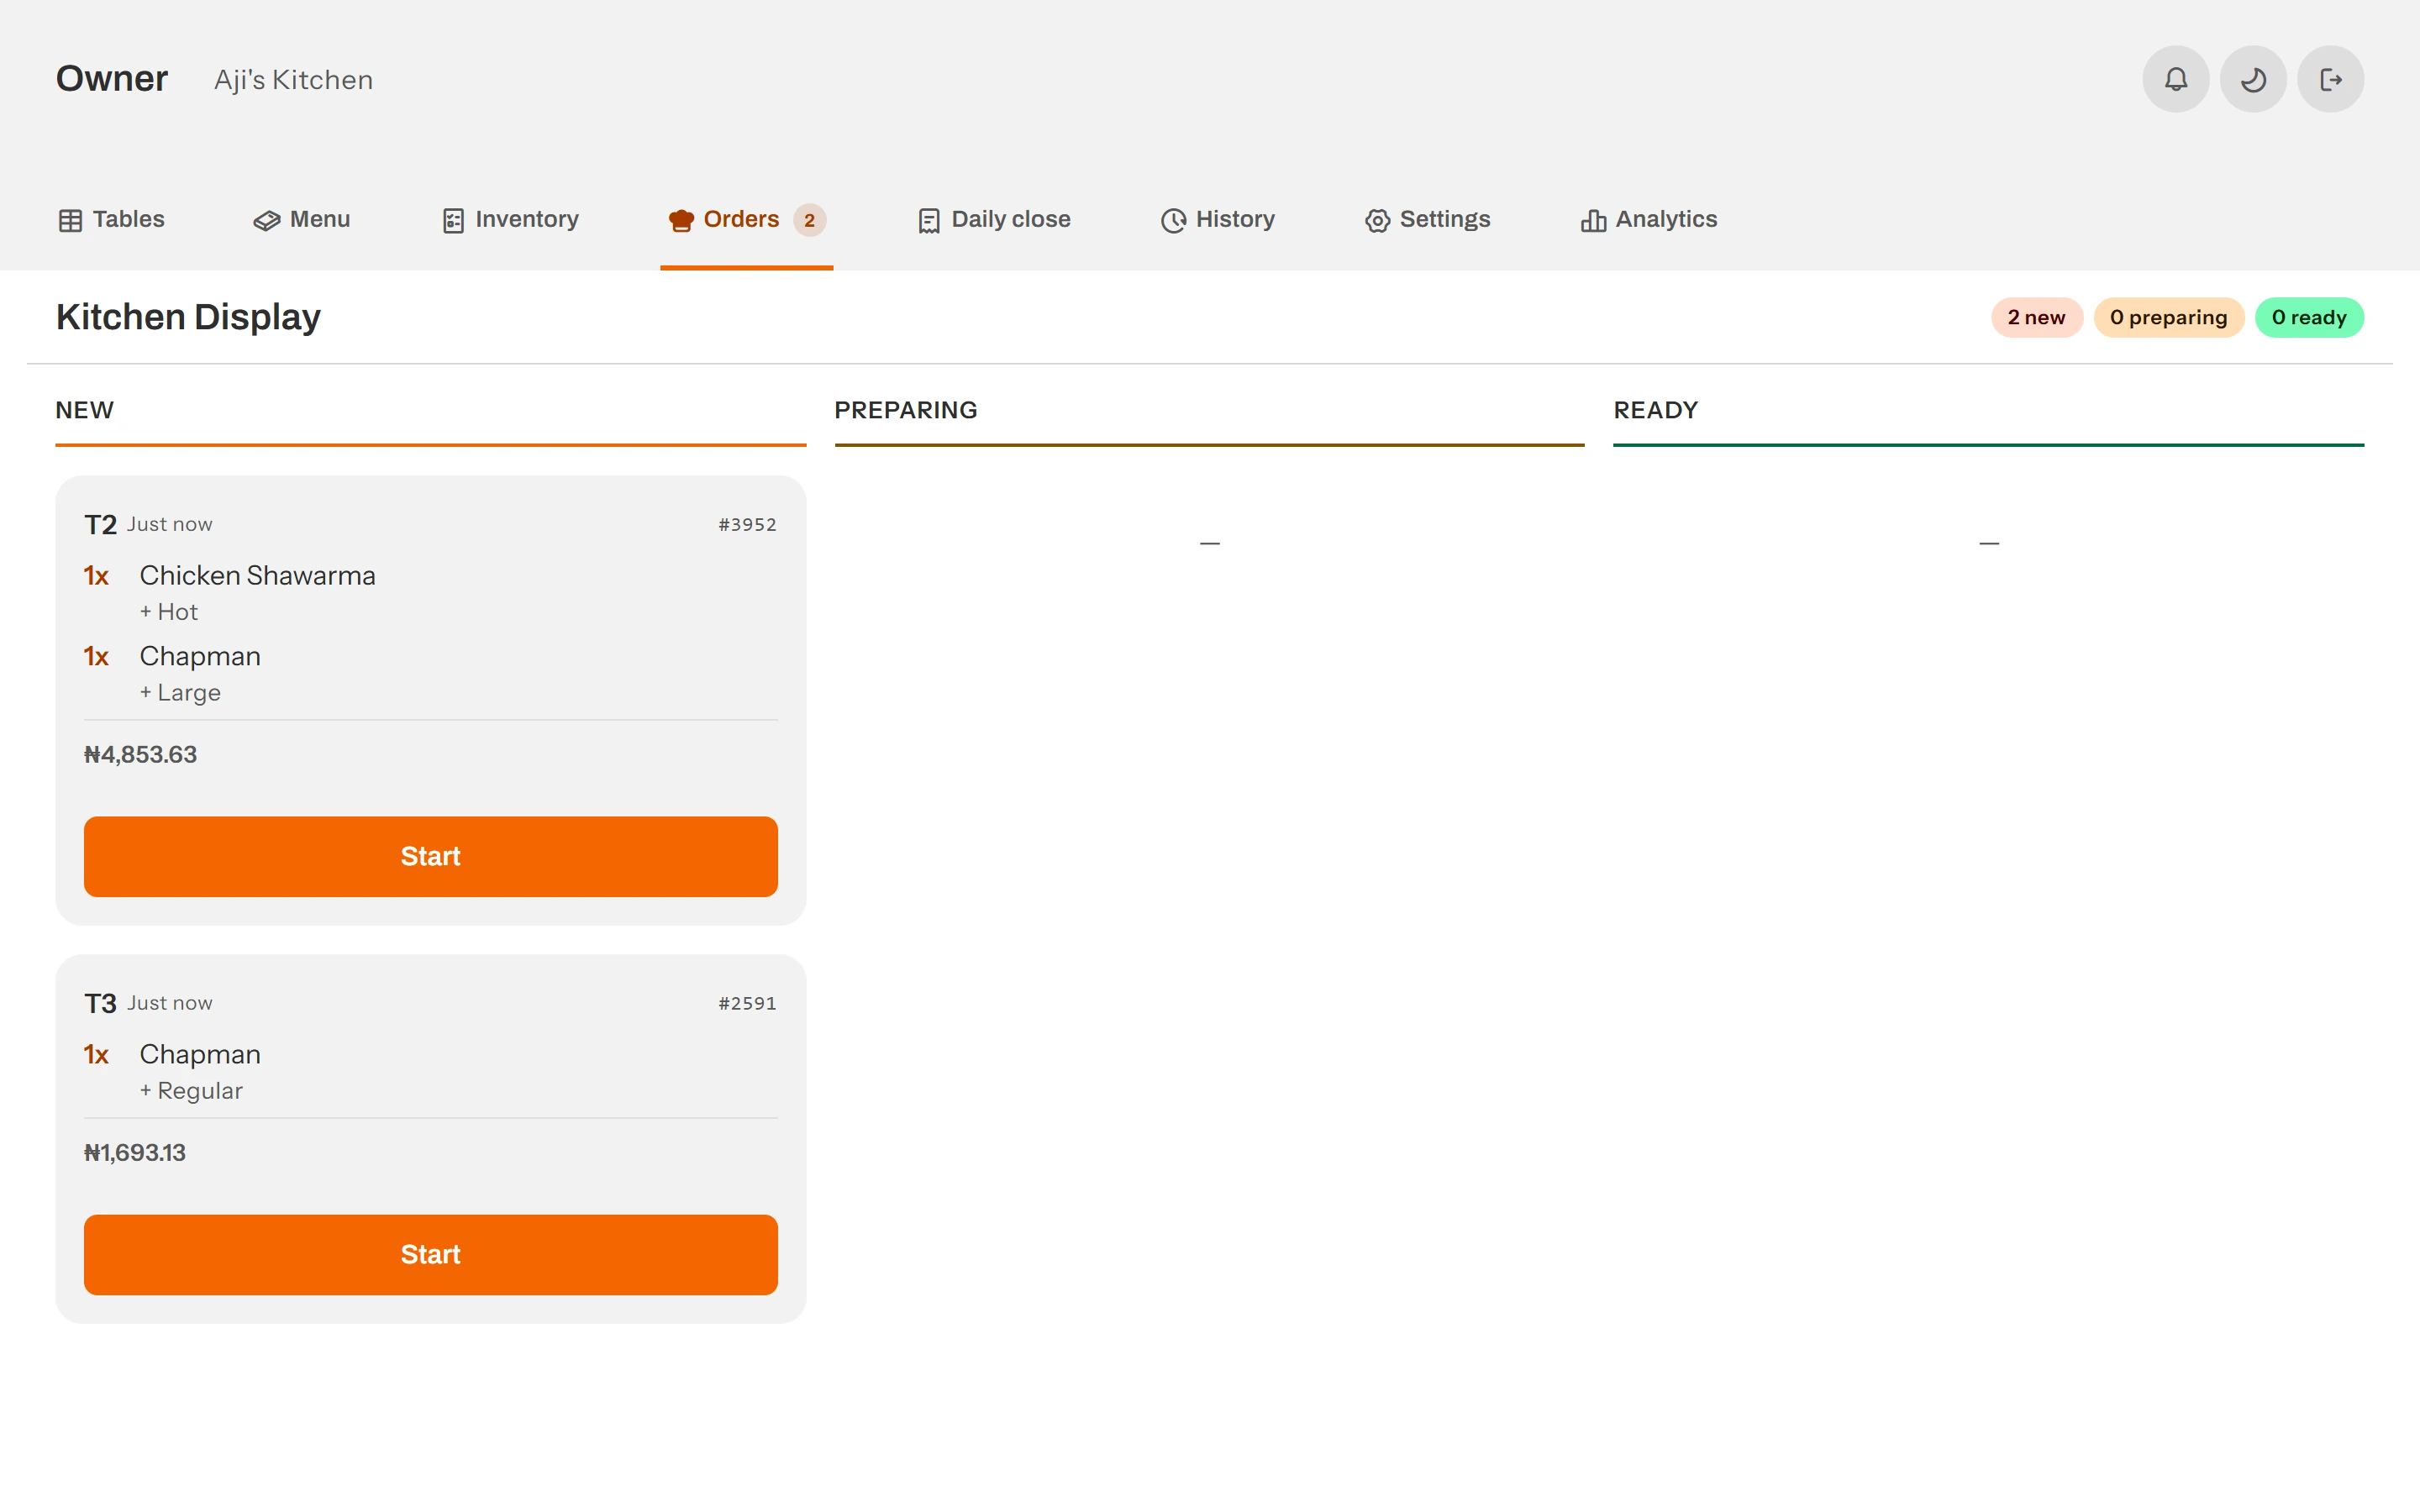 Owner Aji's Kitchen
Tables Menu Inventory Orders 2 Daily close History Settings Analytics
Kitchen Display
2 new 0 preparing 0 ready
NEW
PREPARING
READY
T2 Just now #3952
1x Chicken Shawarma
+ Hot
1x Chapman
+ Large
₦4,853.63
Start
T3 Just now #2591
1x Chapman
+ Regular
₦1,693.13
Start
—
—